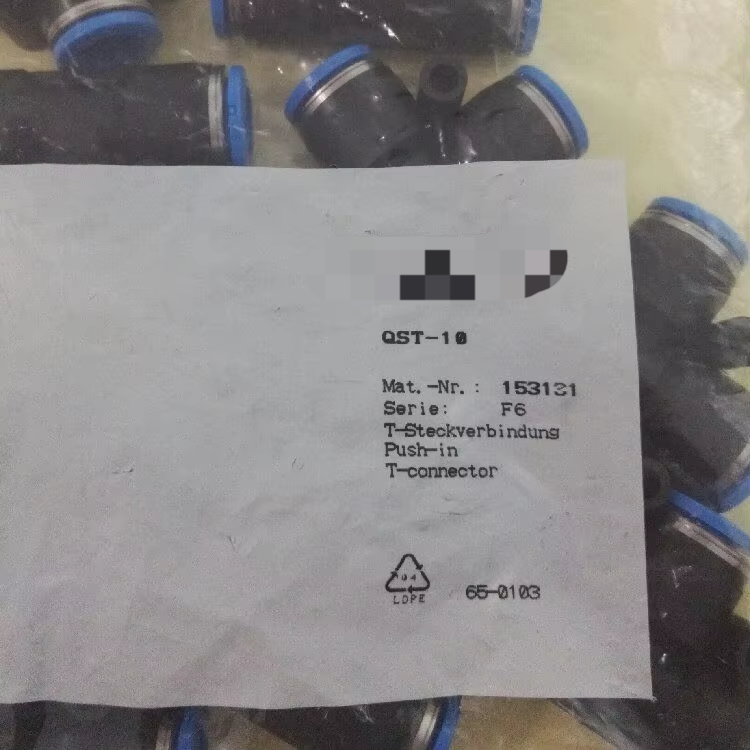 QST-10
Mat.-Nr.: 153131
Serie: F6
T-Steckverbindung
Push-in
T-connector
04
LDPE
65-0103